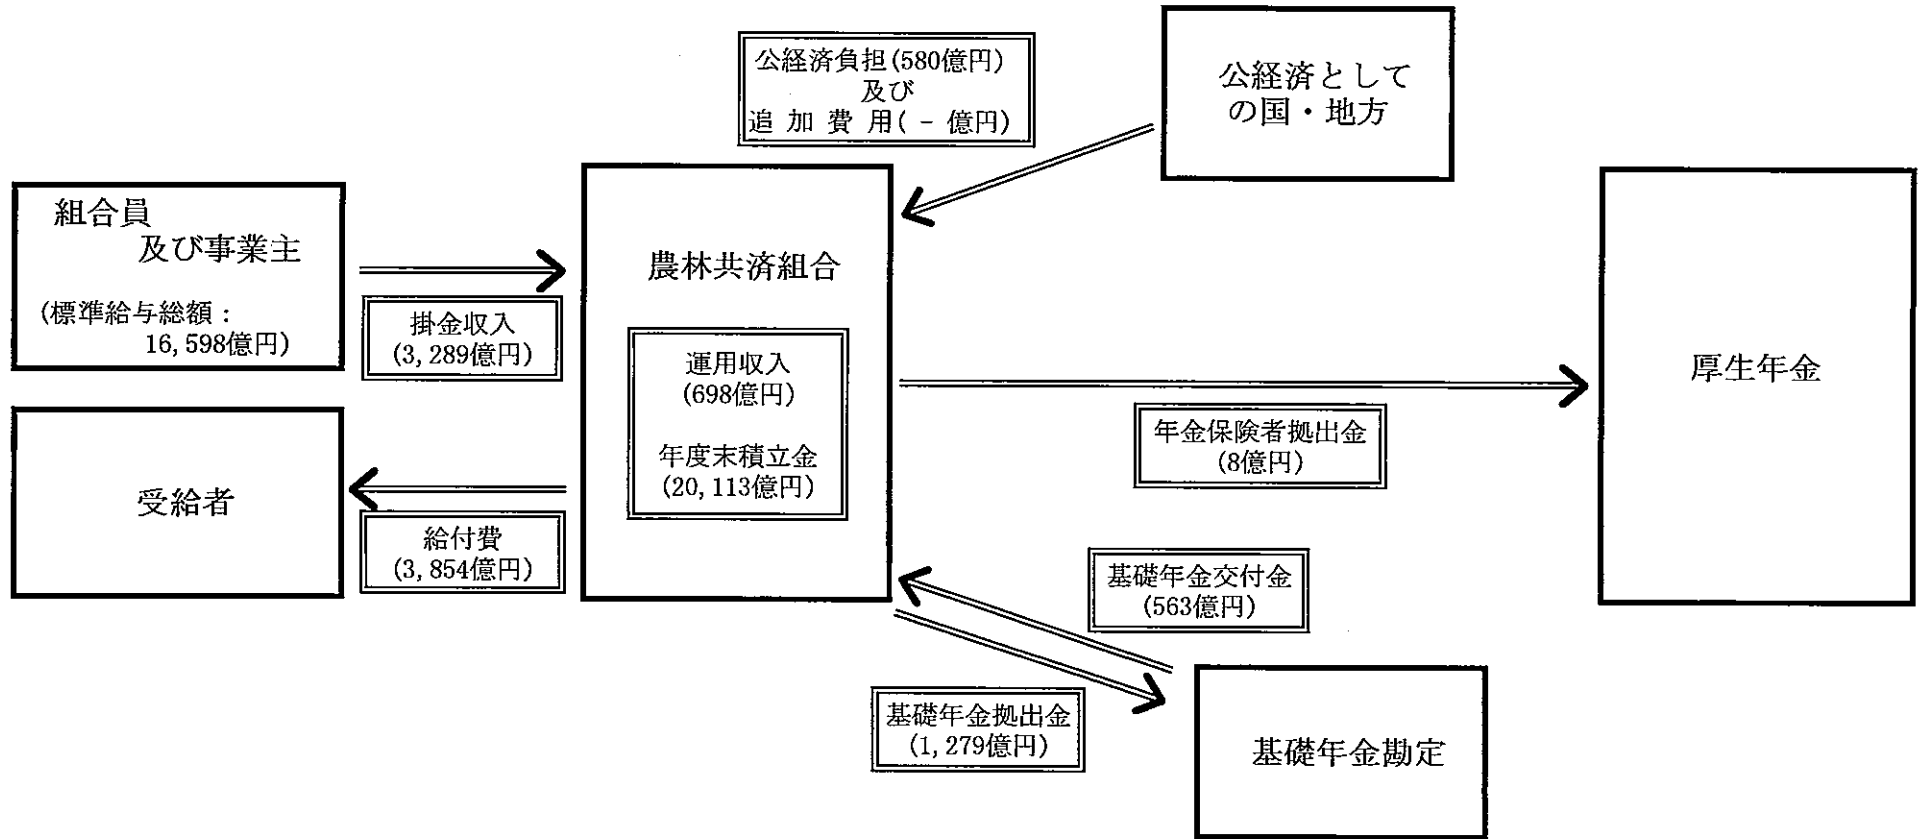 公経済負担(580億円)
及び
追加費用(－億円)
公経済として
の国・地方
組合員
及び事業主
(標準給与総額：
16,598億円)
掛金収入
(3,289億円)
農林共済組合
運用収入
(698億円)
年度末積立金
(20,113億円)
厚生年金
年金保険者拠出金
(8億円)
受給者
給付費
(3,854億円)
基礎年金交付金
(563億円)
基礎年金拠出金
(1,279億円)
基礎年金勘定